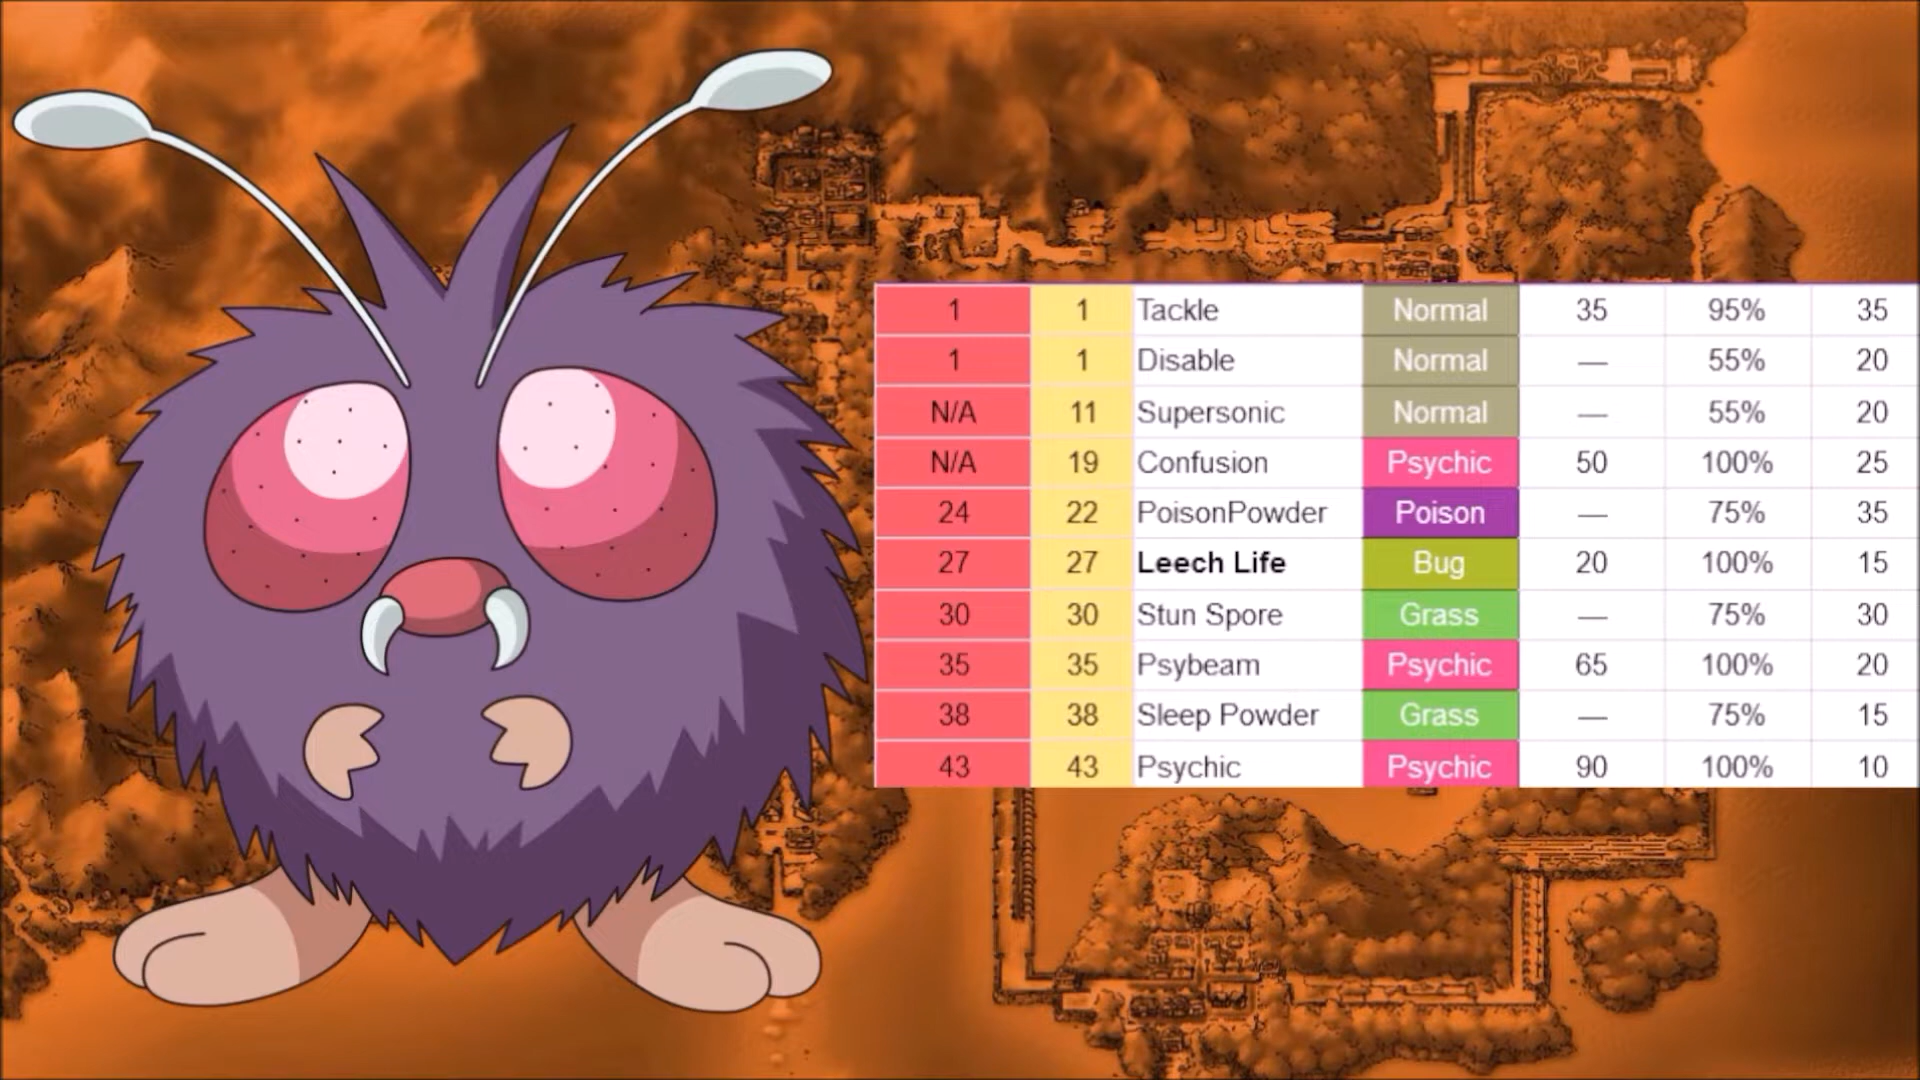 1 1 Tackle Normal 35 95% 35
1 1 Disable Normal — 55% 20
N/A 11 Supersonic Normal — 55% 20
N/A 19 Confusion Psychic 50 100% 25
24 22 PoisonPowder Poison — 75% 35
27 27 Leech Life Bug 20 100% 15
30 30 Stun Spore Grass — 75% 30
35 35 Psybeam Psychic 65 100% 20
38 38 Sleep Powder Grass — 75% 15
43 43 Psychic Psychic 90 100% 10